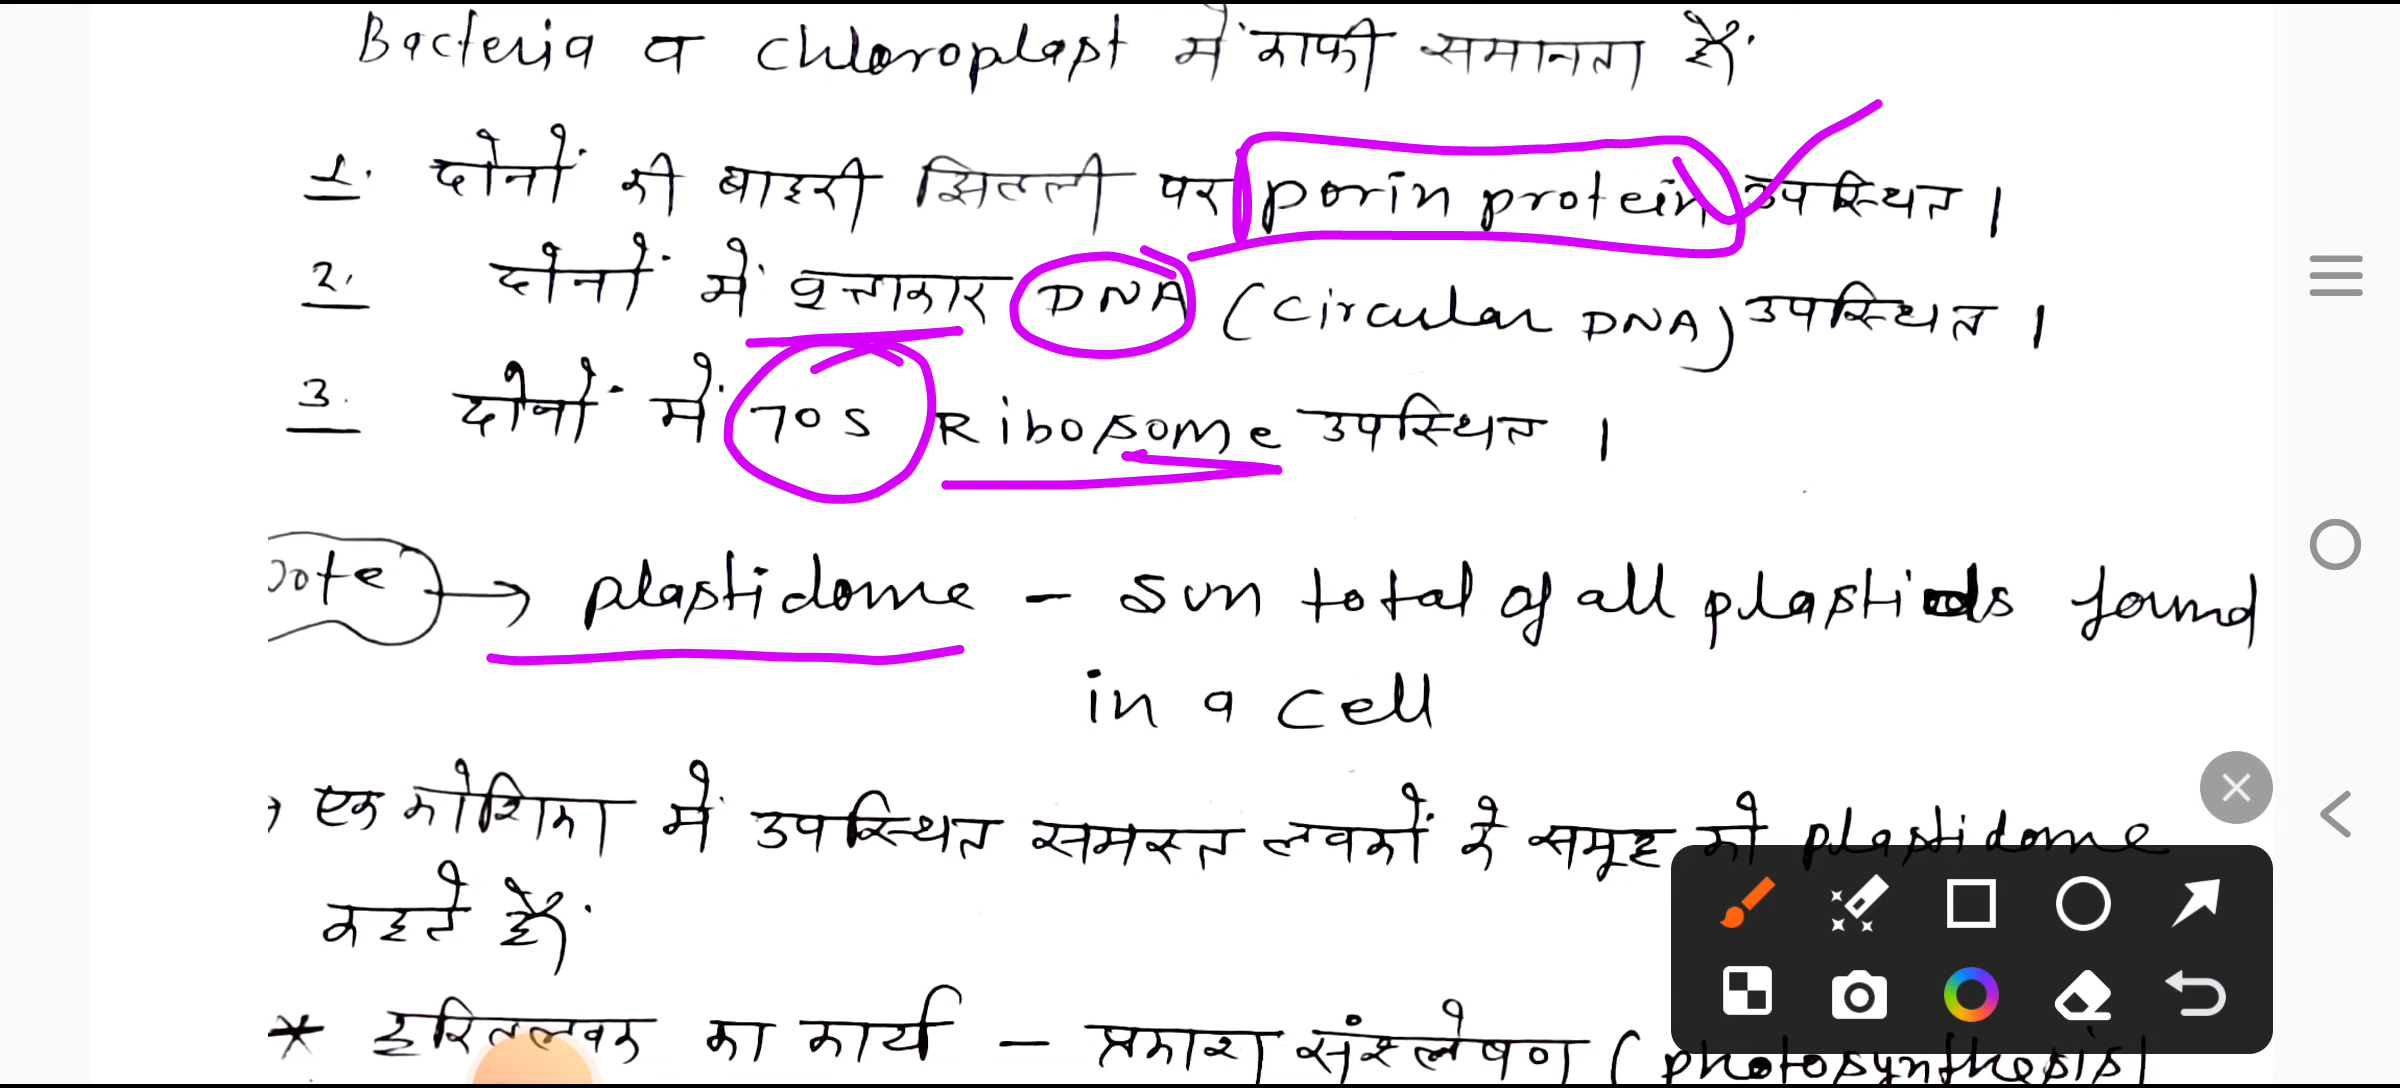 Bacteria व chloroplast में काफी समानता है।
1. दोनों की बाहरी झिल्ली पर porin protein उपस्थित।
2. दोनों में वृत्ताकार DNA (circular DNA) उपस्थित।
3. दोनों में 70S Ribosome उपस्थित।
ote → plastidome - sum total of all plastids found
in a cell
→ एक कोशिका में उपस्थित समस्त लवकों के समूह को plastidome
कहते हैं।
* हरितलवक का कार्य - प्रकाश संश्लेषण (photosynthesis)